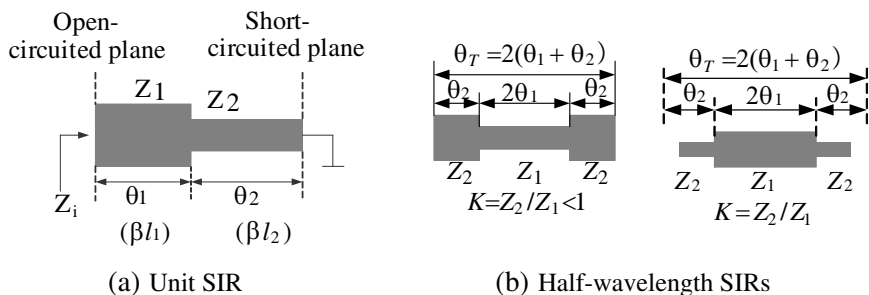 Open-
circuited plane
Short-
circuited plane
Z1
Z2
Zi
θ1
θ2
(βl1)
(βl2)
(a) Unit SIR
θT=2(θ1+θ2)
θ2
2θ1
θ2
Z2
Z1
Z2
K=Z2/Z1<1
θT=2(θ1+θ2)
θ2
2θ1
θ2
Z2
Z1
Z2
K=Z2/Z1
(b) Half-wavelength SIRs